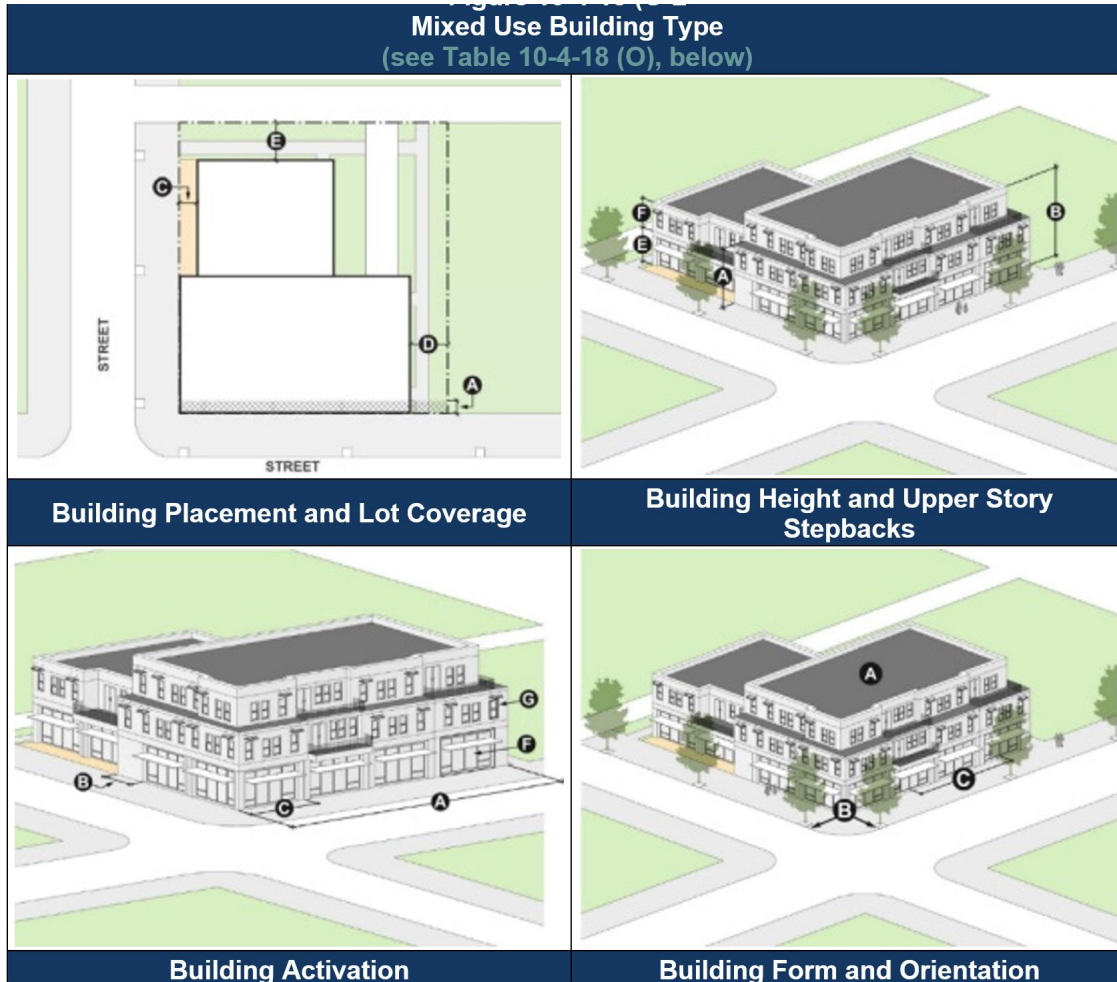 Mixed Use Building Type
(see Table 10-4-18 (O), below)
E
C
D
A
STREET
STREET
F
E
A
B
Building Placement and Lot Coverage
Building Height and Upper Story
Stepbacks
G
F
B
C
A
A
C
B
Building Activation
Building Form and Orientation